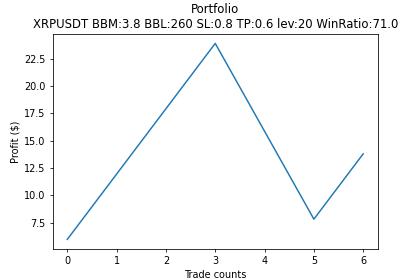 Portfolio
XRPUSDT BBM:3.8 BBL:260 SL:0.8 TP:0.6 lev:20 WinRatio:71.0
22.5
20.0
17.5
15.0
12.5
10.0
7.5
Profit ($)
0 1 2 3 4 5 6
Trade counts